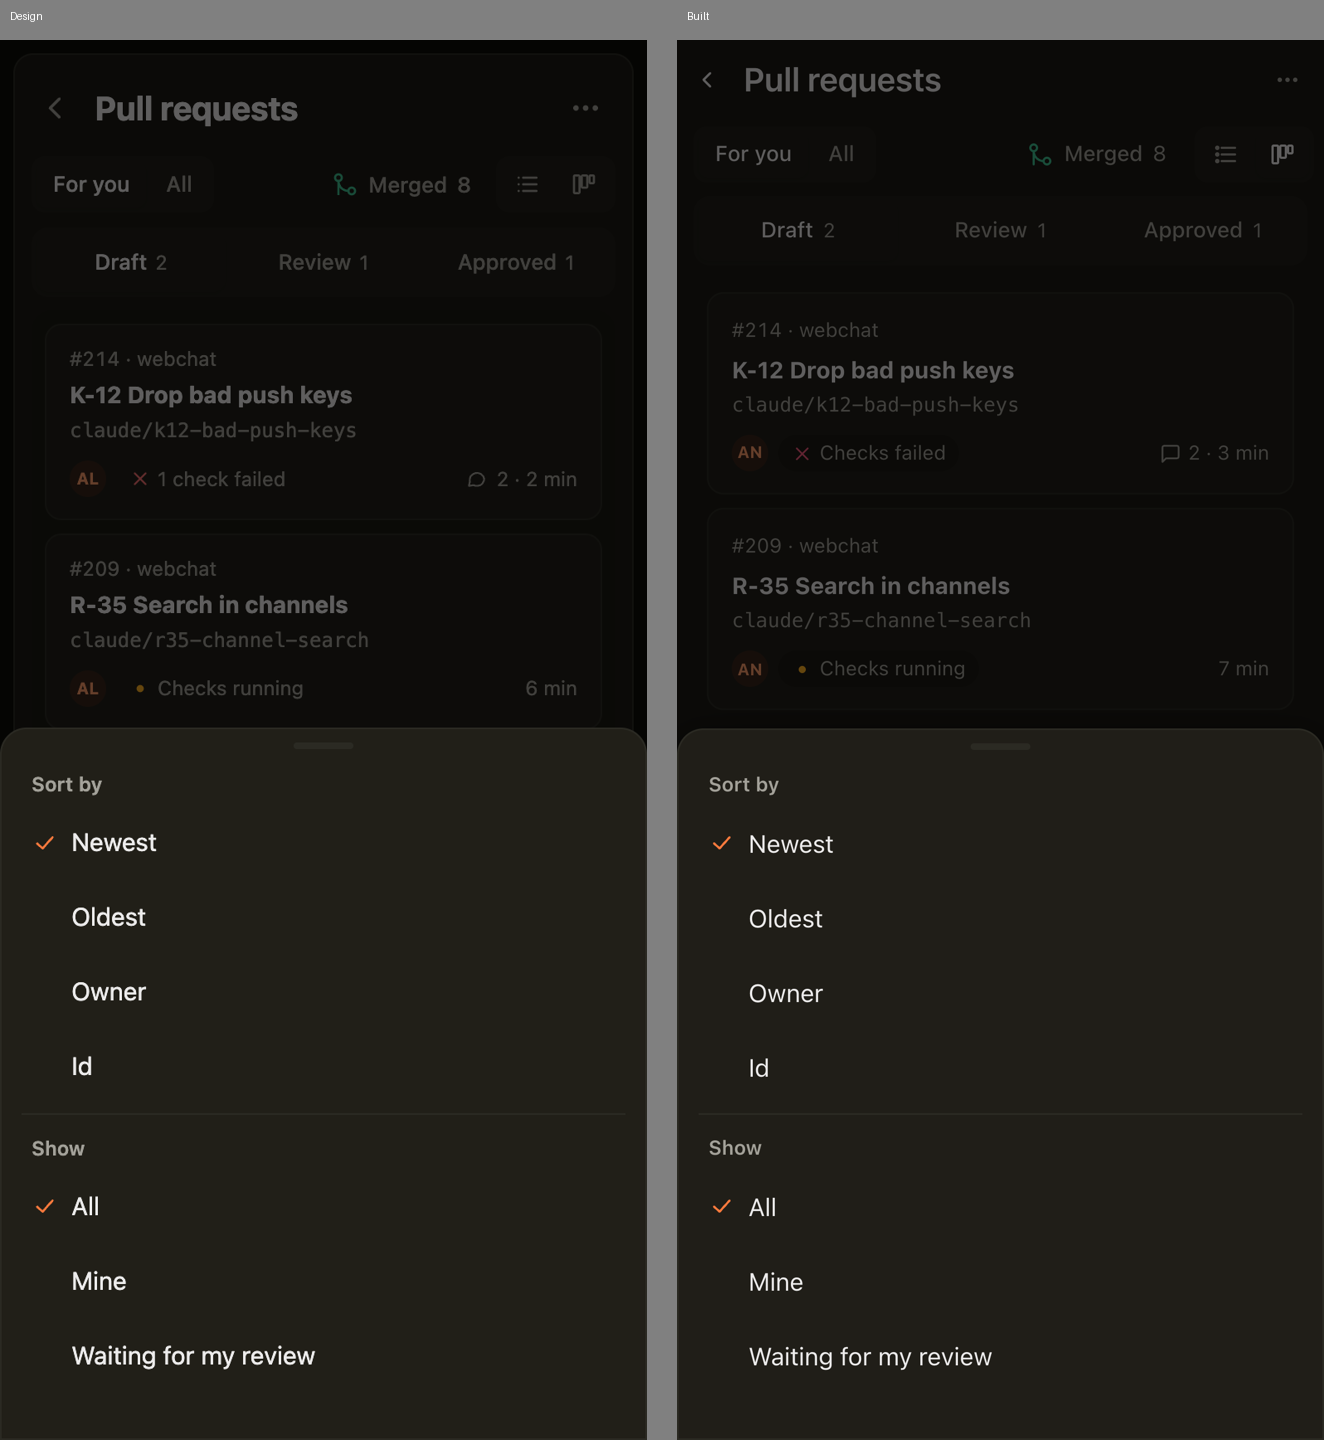 Design
Pull requests
For you All Merged 8
Draft 2 Review 1 Approved 1
#214 · webchat
K-12 Drop bad push keys
claude/k12-bad-push-keys
AL 1 check failed 2 · 2 min
#209 · webchat
R-35 Search in channels
claude/r35-channel-search
AL Checks running 6 min
Sort by
Newest
Oldest
Owner
Id
Show
All
Mine
Waiting for my review
Built
Pull requests
For you All Merged 8
Draft 2 Review 1 Approved 1
#214 · webchat
K-12 Drop bad push keys
claude/k12-bad-push-keys
AN Checks failed 2 · 3 min
#209 · webchat
R-35 Search in channels
claude/r35-channel-search
AN Checks running 7 min
Sort by
Newest
Oldest
Owner
Id
Show
All
Mine
Waiting for my review